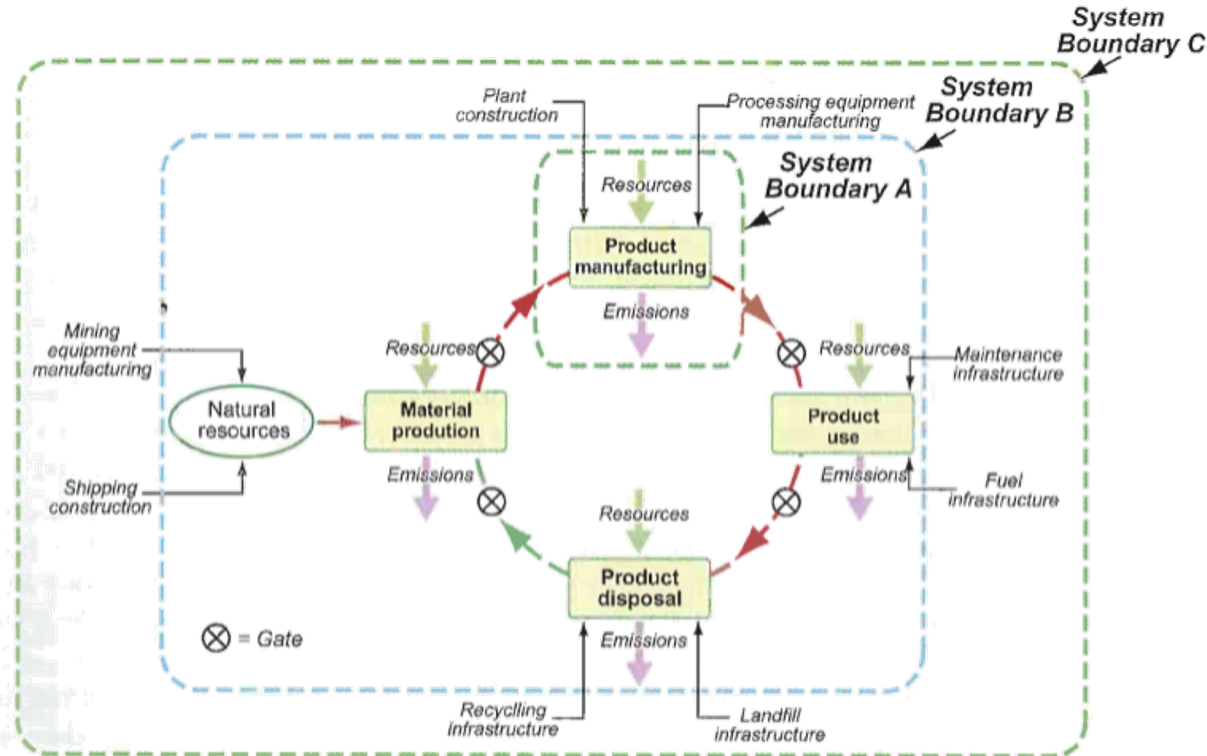 System
Boundary C
System
Boundary B
Plant
construction
Processing equipment
manufacturing
System
Boundary A
Resources
Product
manufacturing
Emissions
Mining
equipment
manufacturing
Resources
Resources
Maintenance
infrastructure
Natural
resources
Material
prodution
Product
use
Emissions
Emissions
Shipping
construction
Fuel
infrastructure
Resources
Product
disposal
Emissions
= Gate
Recyclling
infrastructure
Landfill
infrastructure